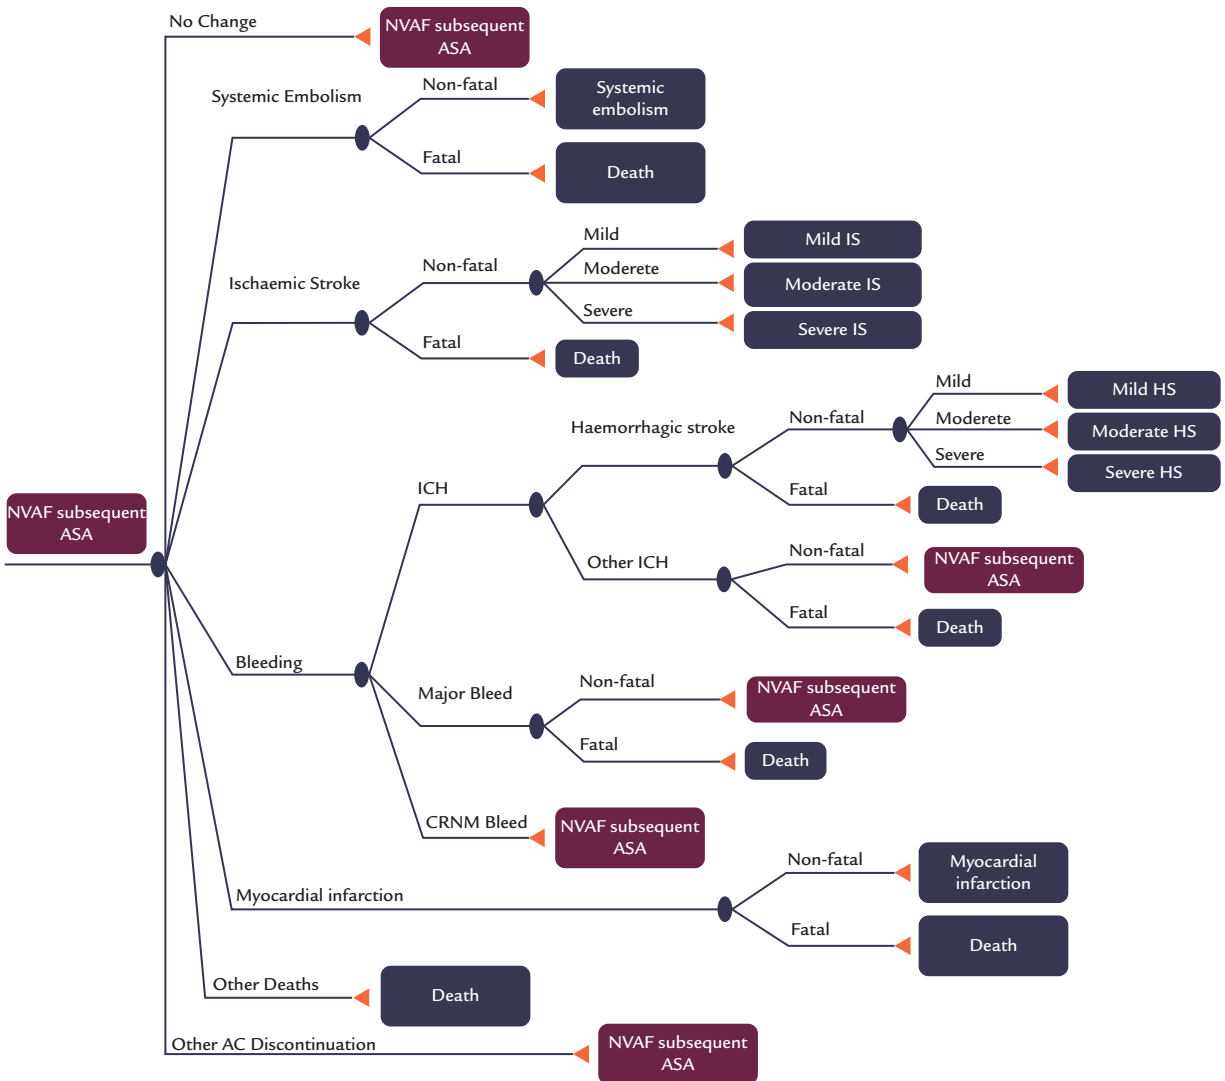 No Change
NVAF subsequent
ASA
Systemic Embolism
Non-fatal
Systemic
embolism
Fatal
Death
Ischaemic Stroke
Non-fatal
Mild
Mild IS
Moderete
Moderate IS
Severe
Severe IS
Fatal
Death
NVAF subsequent
ASA
Bleeding
ICH
Haemorrhagic stroke
Non-fatal
Mild
Mild HS
Moderete
Moderate HS
Severe
Severe HS
Fatal
Death
Other ICH
Non-fatal
NVAF subsequent
ASA
Fatal
Death
Major Bleed
Non-fatal
NVAF subsequent
ASA
Fatal
Death
CRNM Bleed
NVAF subsequent
ASA
Myocardial infarction
Non-fatal
Myocardial
infarction
Fatal
Death
Other Deaths
Death
Other AC Discontinuation
NVAF subsequent
ASA